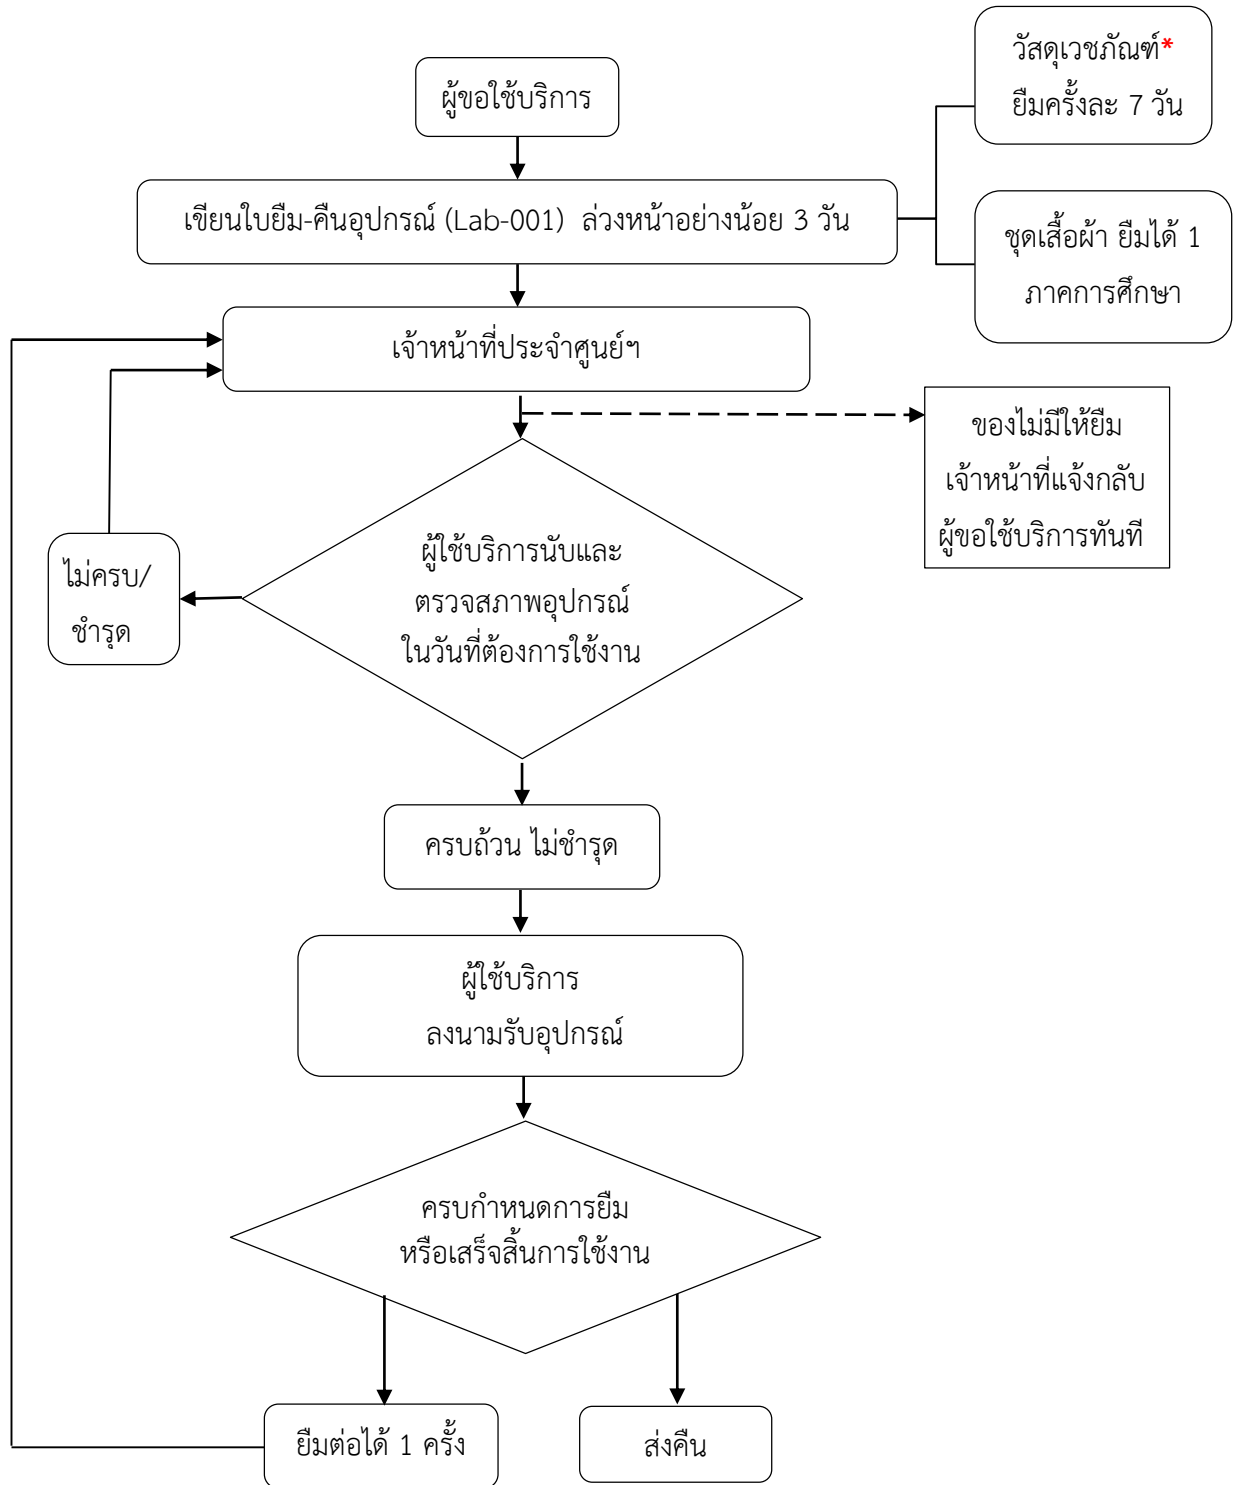 วัสดุเวชภัณฑ์*
ยืมครั้งละ 7 วัน
ผู้ขอใช้บริการ
เขียนใบยืม-คืนอุปกรณ์ (Lab-001) ล่วงหน้าอย่างน้อย 3 วัน
ชุดเสื้อผ้า ยืมได้ 1
ภาคการศึกษา
เจ้าหน้าที่ประจำศูนย์ฯ
ของไม่มีให้ยืม
เจ้าหน้าที่แจ้งกลับ
ผู้ขอใช้บริการทันที
ผู้ใช้บริการนับและ
ตรวจสภาพอุปกรณ์
ในวันที่ต้องการใช้งาน
ไม่ครบ/
ชำรุด
ครบถ้วน ไม่ชำรุด
ผู้ใช้บริการ
ลงนามรับอุปกรณ์
ครบกำหนดการยืม
หรือเสร็จสิ้นการใช้งาน
ยืมต่อได้ 1 ครั้ง
ส่งคืน